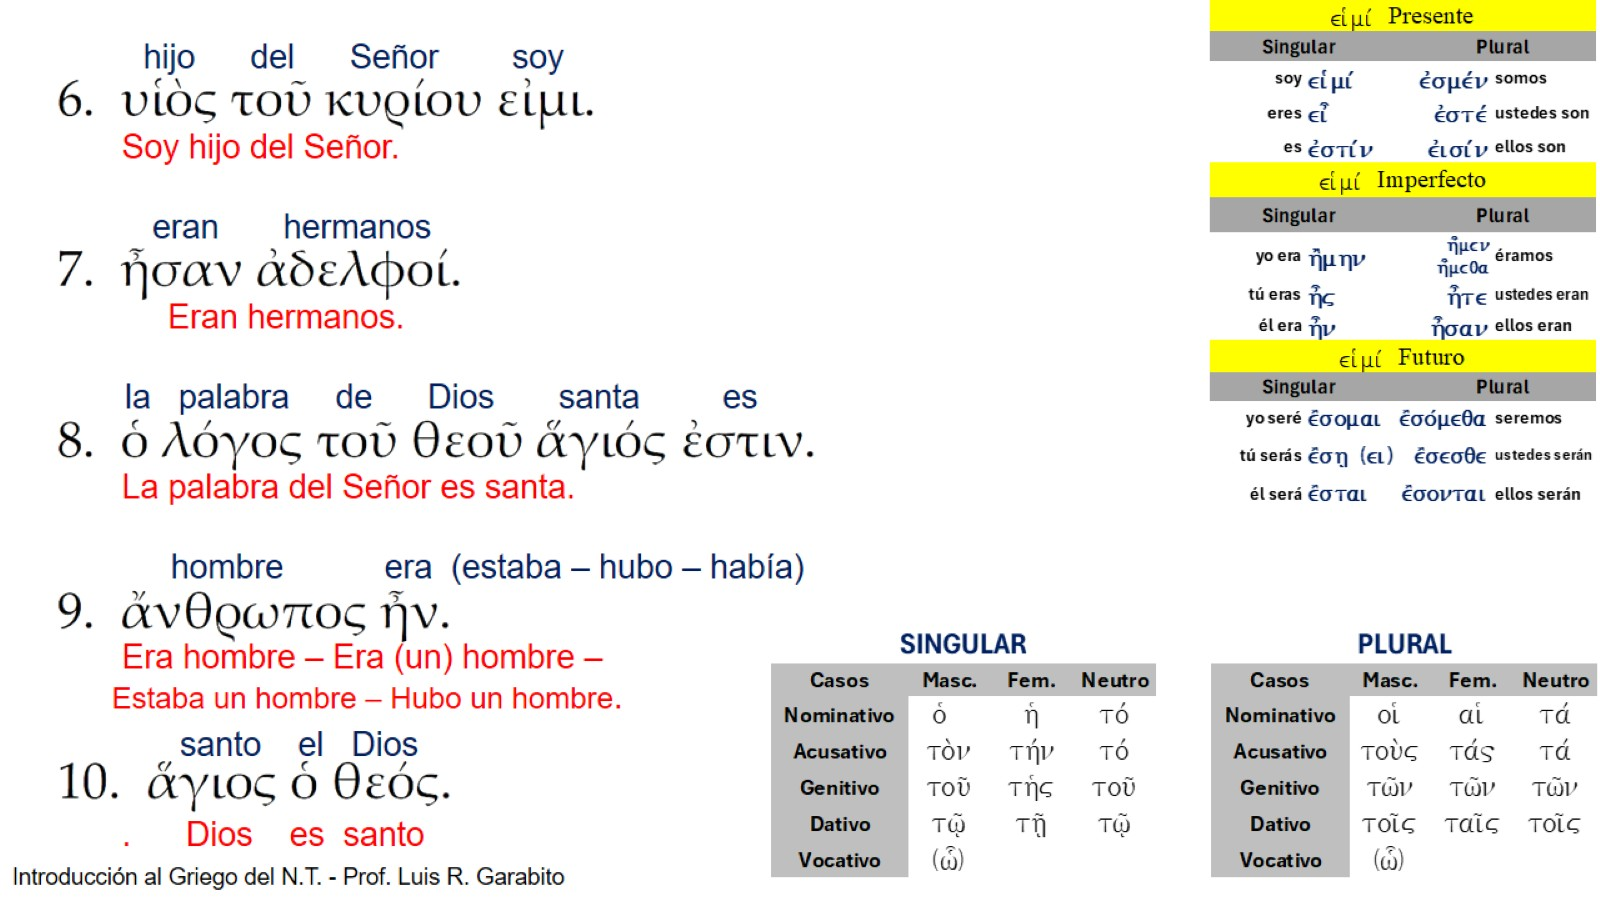 hijo del Señor soy
6. υἱὸς τοῦ κυρίου εἰμι.
Soy hijo del Señor.
eran hermanos
7. ἦσαν ἀδελφοί.
Eran hermanos.
la palabra de Dios santa es
8. ὁ λόγος τοῦ θεοῦ ἅγιός ἐστιν.
La palabra del Señor es santa.
hombre era (estaba – hubo – había)
9. ἄνθρωπος ἦν.
Era hombre – Era (un) hombre –
Estaba un hombre – Hubo un hombre.
santo el Dios
10. ἅγιος ὁ θεός.
. Dios es santo
Introducción al Griego del N.T. - Prof. Luis R. Garabito
εἰμί Presente
Singular Plural
soy εἰμί ἐσμέν somos
eres εἶ ἐστέ ustedes son
es ἐστίν ἐισίν ellos son
εἰμί Imperfecto
Singular Plural
yo era ἤμην ἦμεν ἤμεθα éramos
tú eras ἦς ἦτε ustedes eran
él era ἦν ἦσαν ellos eran
εἰμί Futuro
Singular Plural
yo seré ἔσομαι ἐσόμεθα seremos
tú serás ἔσῃ (ει) ἔσεσθε ustedes serán
él será ἔσται ἔσονται ellos serán
SINGULAR
Casos Masc. Fem. Neutro
Nominativo ὁ ἡ τό
Acusativo τὸν τήν τό
Genitivo τοῦ τῆς τοῦ
Dativo τῷ τῇ τῷ
Vocativo (ὦ)
PLURAL
Casos Masc. Fem. Neutro
Nominativo οἱ αἱ τά
Acusativo τοὺς τάς τά
Genitivo τῶν τῶν τῶν
Dativo τοῖς ταῖς τοῖς
Vocativo (ὦ)